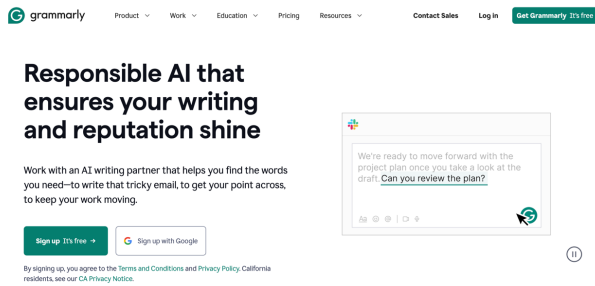 grammarly Product Work Education Pricing Resources Contact Sales Log in Get Grammarly It's free
Responsible AI that
ensures your writing
and reputation shine
Work with an AI writing partner that helps you find the words
you need—to write that tricky email, to get your point across,
to keep your work moving.
Sign up It's free → Sign up with Google
By signing up, you agree to the Terms and Conditions and Privacy Policy. California
residents, see our CA Privacy Notice.
We're ready to move forward with the
project plan once you take a look at the
draft. Can you review the plan?